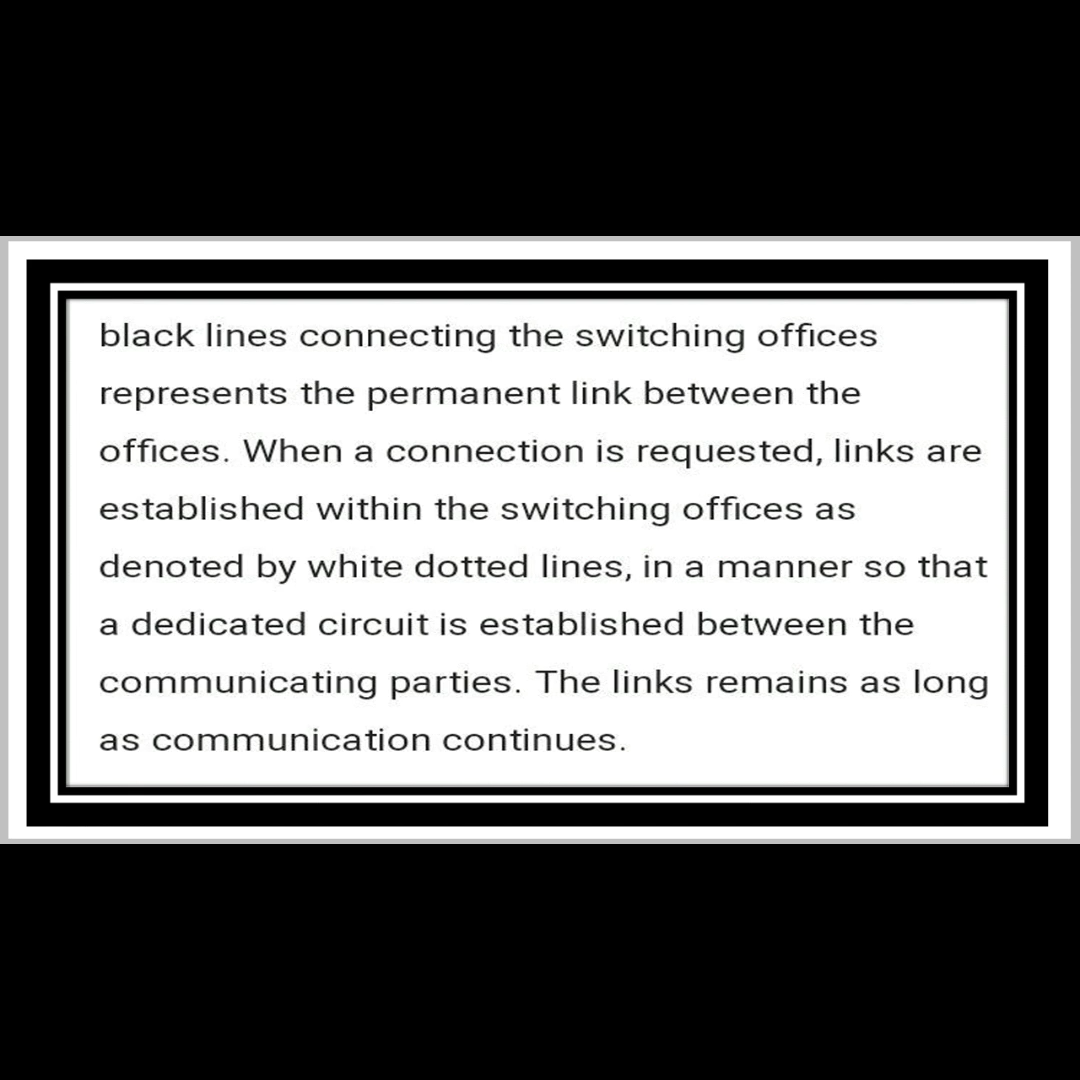 black lines connecting the switching offices
represents the permanent link between the
offices. When a connection is requested, links are
established within the switching offices as
denoted by white dotted lines, in a manner so that
a dedicated circuit is established between the
communicating parties. The links remains as long
as communication continues.